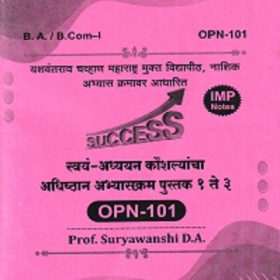 B. A. / B.Com–I OPN-101
यशवंतराव चव्हाण महाराष्ट्र मुक्त विद्यापीठ, नाशिक
अभ्यास क्रमावर आधारित
IMP
Notes
SUCCESS
स्वयं-अध्ययन कौशल्यांचा
अधिष्ठान अभ्यासक्रम पुस्तक १ ते ३
OPN-101
Prof. Suryawanshi D.A.